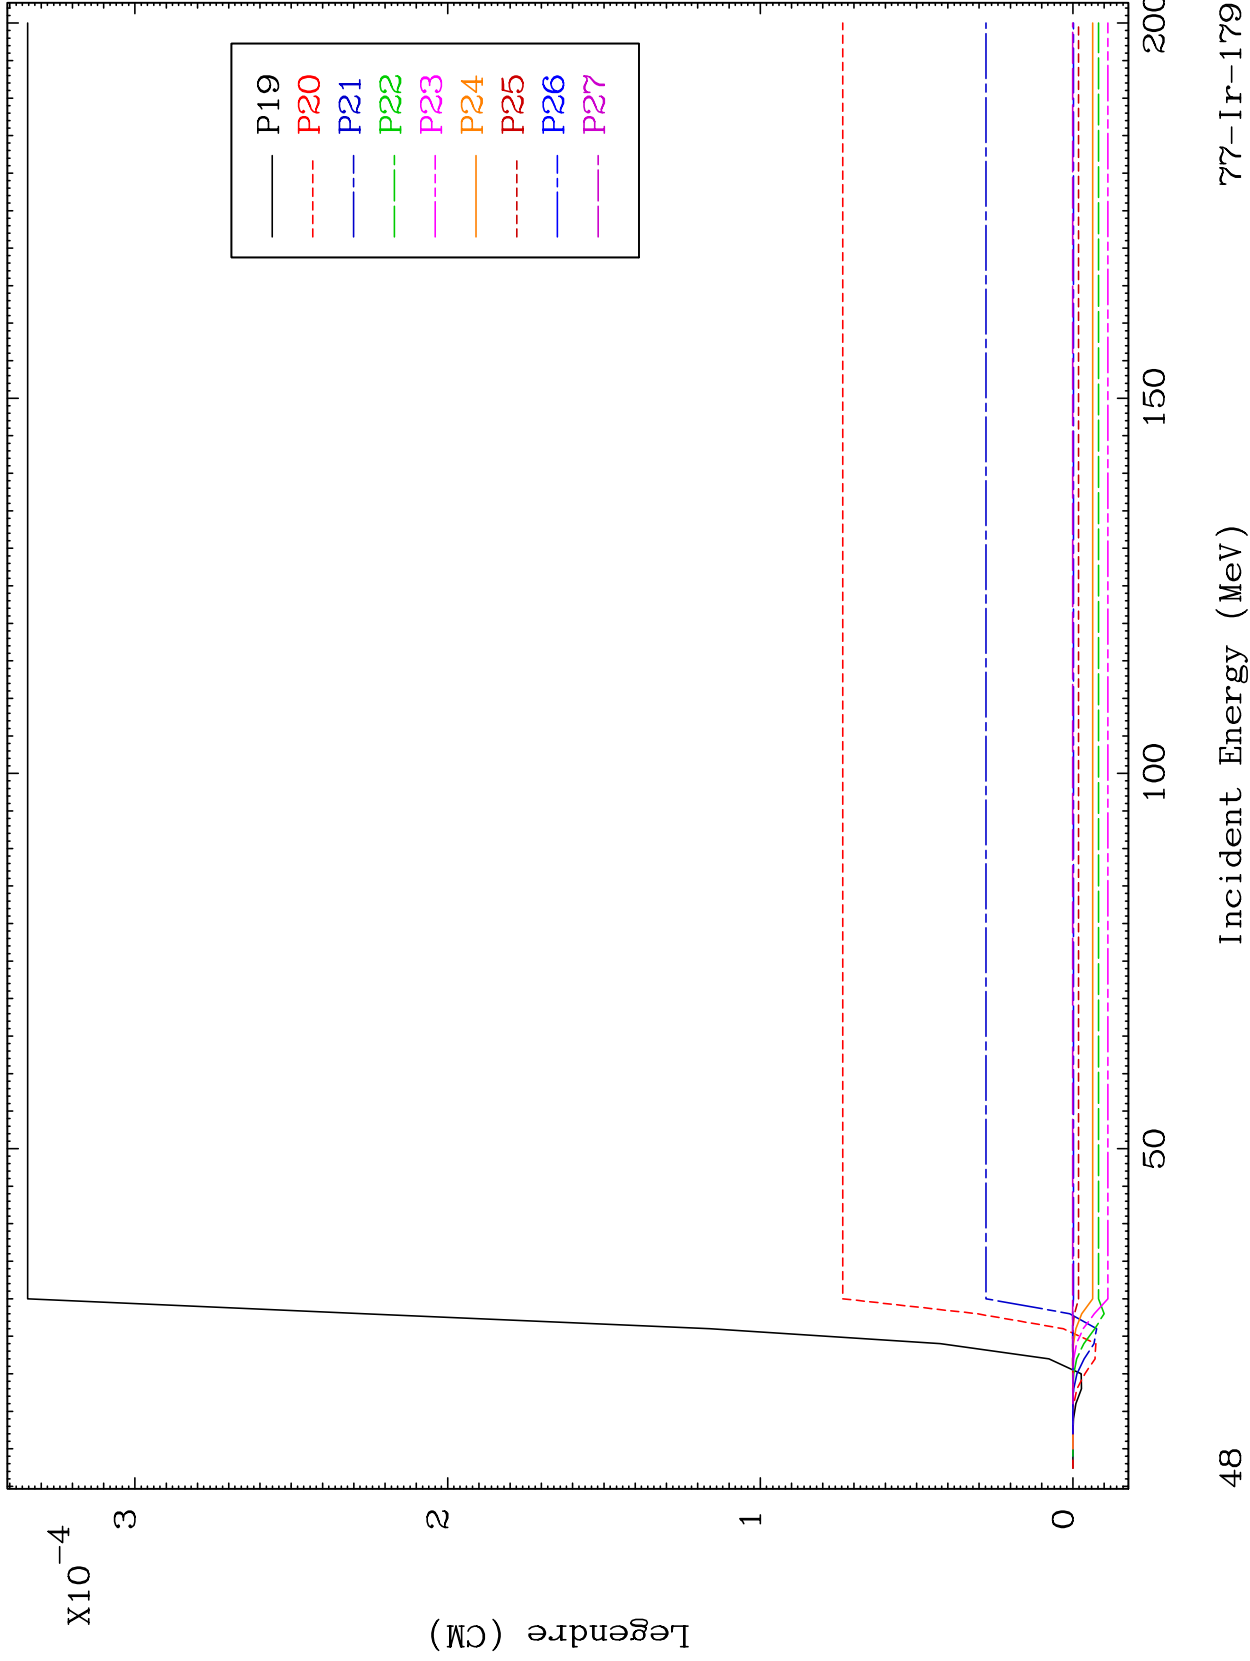 X10-4
3
2
1
0
Legendre (CM)
P19
P20
P21
P22
P23
P24
P25
P26
P27
50
100
150
200
48
Incident Energy (MeV)
77-Ir-179